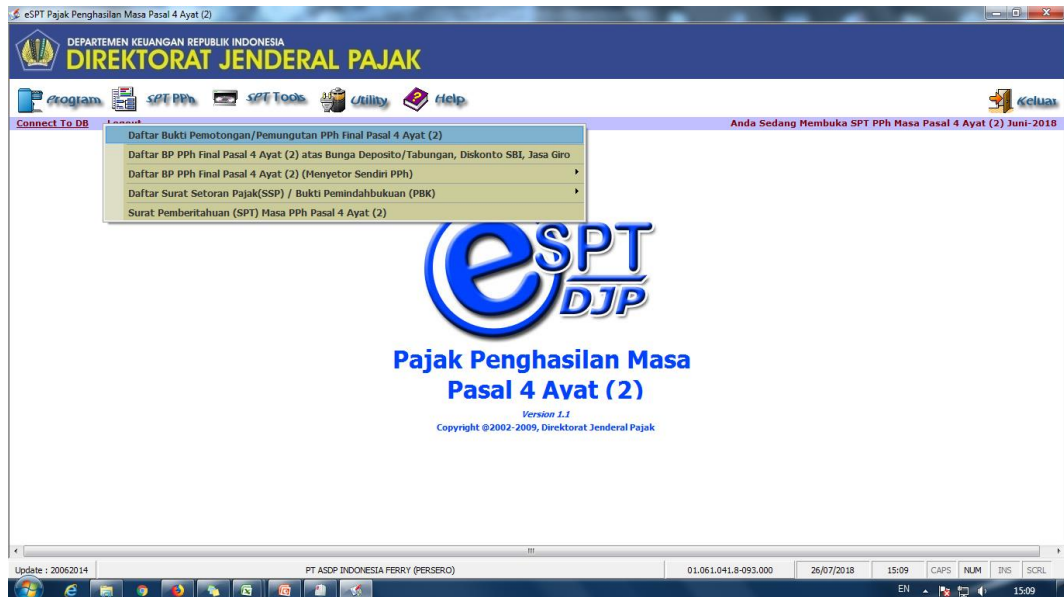 eSPT Pajak Penghasilan Masa Pasal 4 Ayat (2)
DEPARTEMEN KEUANGAN REPUBLIK INDONESIA
DIREKTORAT JENDERAL PAJAK
Program SPT PPh SPT Tools Utility Help Keluar
Connect To DB Logout Anda Sedang Membuka SPT PPh Masa Pasal 4 Ayat (2) Juni-2018
Daftar Bukti Pemotongan/Pemungutan PPh Final Pasal 4 Ayat (2)
Daftar BP PPh Final Pasal 4 Ayat (2) atas Bunga Deposito/Tabungan, Diskonto SBI, Jasa Giro
Daftar BP PPh Final Pasal 4 Ayat (2) (Menyetor Sendiri PPh)
Daftar Surat Setoran Pajak(SSP) / Bukti Pemindahbukuan (PBK)
Surat Pemberitahuan (SPT) Masa PPh Pasal 4 Ayat (2)
eSPT
DJP
Pajak Penghasilan Masa
Pasal 4 Ayat (2)
Version 1.1
Copyright @2002-2009, Direktorat Jenderal Pajak
Update : 20062014 PT ASDP INDONESIA FERRY (PERSERO) 01.061.041.8-093.000 26/07/2018 15:09 CAPS NUM INS SCRL
EN 15:09